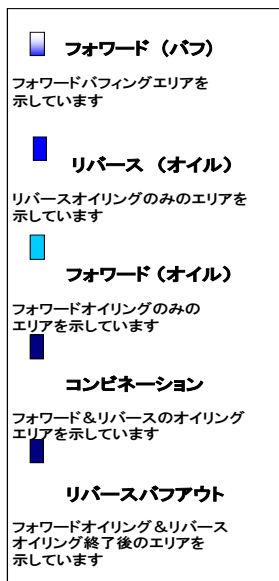 フォワード（バフ）
フォワードバフィングエリアを
示しています
リバース（オイル）
リバースオイリングのみのエリアを
示しています
フォワード（オイル）
フォワードオイリングのみの
エリアを示しています
コンビネーション
フォワード＆リバースのオイリング
エリアを示しています
リバースバフアウト
フォワードオイリング＆リバース
オイリング終了後のエリアを
示しています